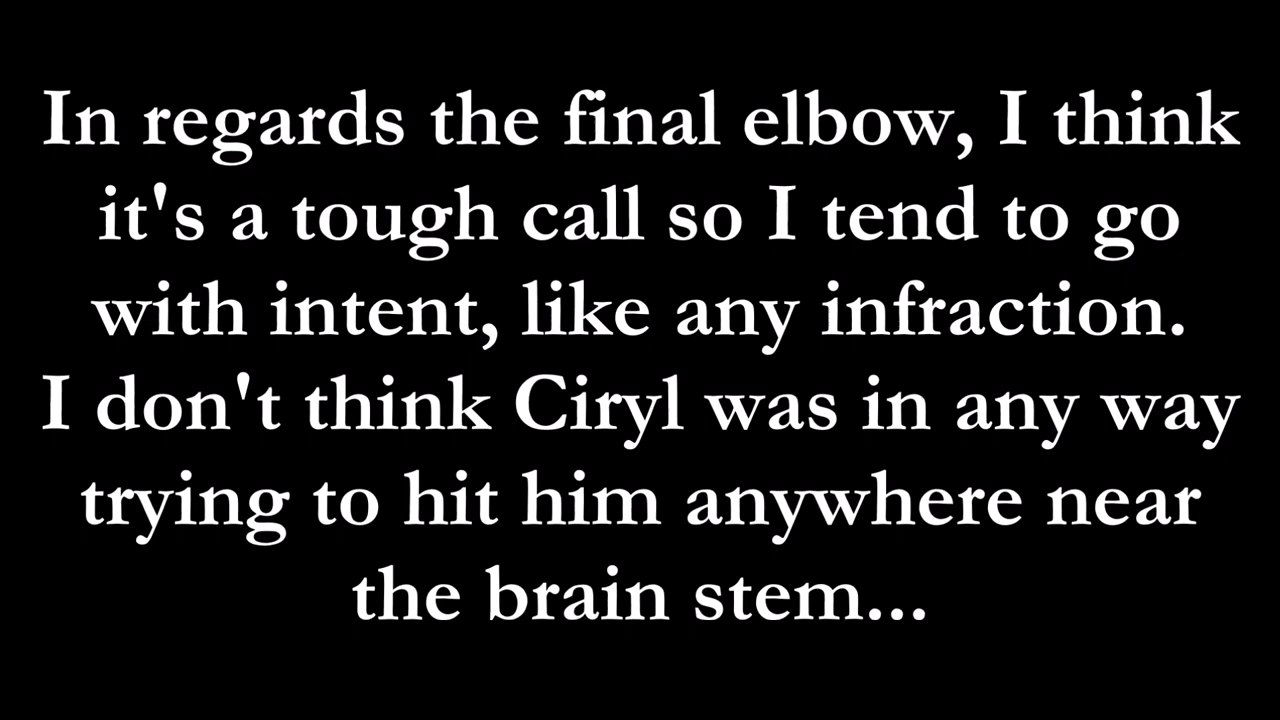 In regards the final elbow, I think
it's a tough call so I tend to go
with intent, like any infraction.
I don't think Ciryl was in any way
trying to hit him anywhere near
the brain stem...